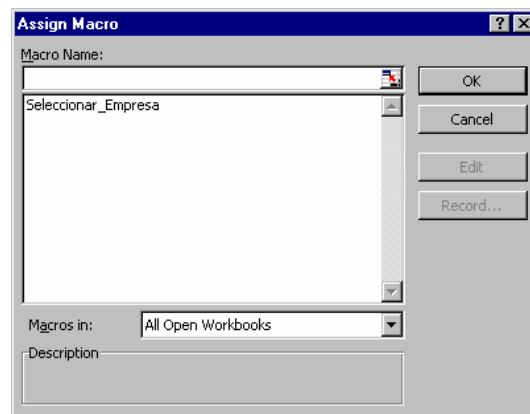 Assign Macro
Macro Name:
OK
Seleccionar_Empresa
Cancel
Edit
Record...
Macros in: All Open Workbooks
Description